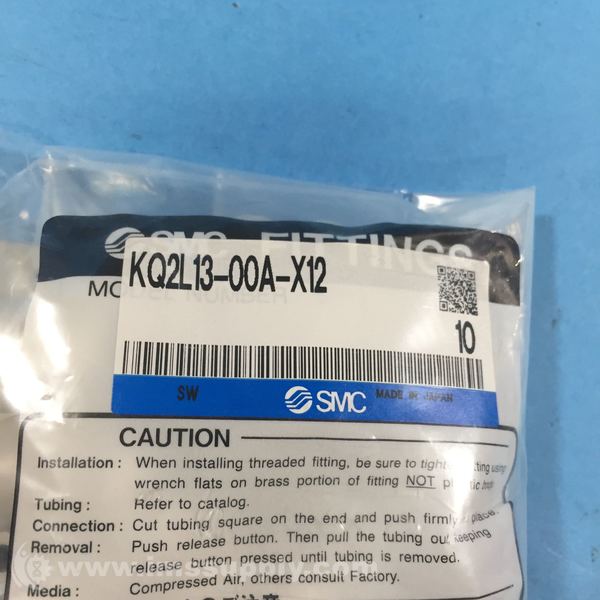 SMC FITTINGS
MODEL NUMBER
KQ2L13-00A-X12
10
SW
SMC
MADE IN JAPAN
CAUTION
Installation : When installing threaded fitting, be sure to tighten fitting using
wrench flats on brass portion of fitting NOT plastic body
Tubing : Refer to catalog.
Connection : Cut tubing square on the end and push firmly place.
Removal : Push release button. Then pull the tubing out keeping
release button pressed until tubing is removed.
Media : Compressed Air, others consult Factory.